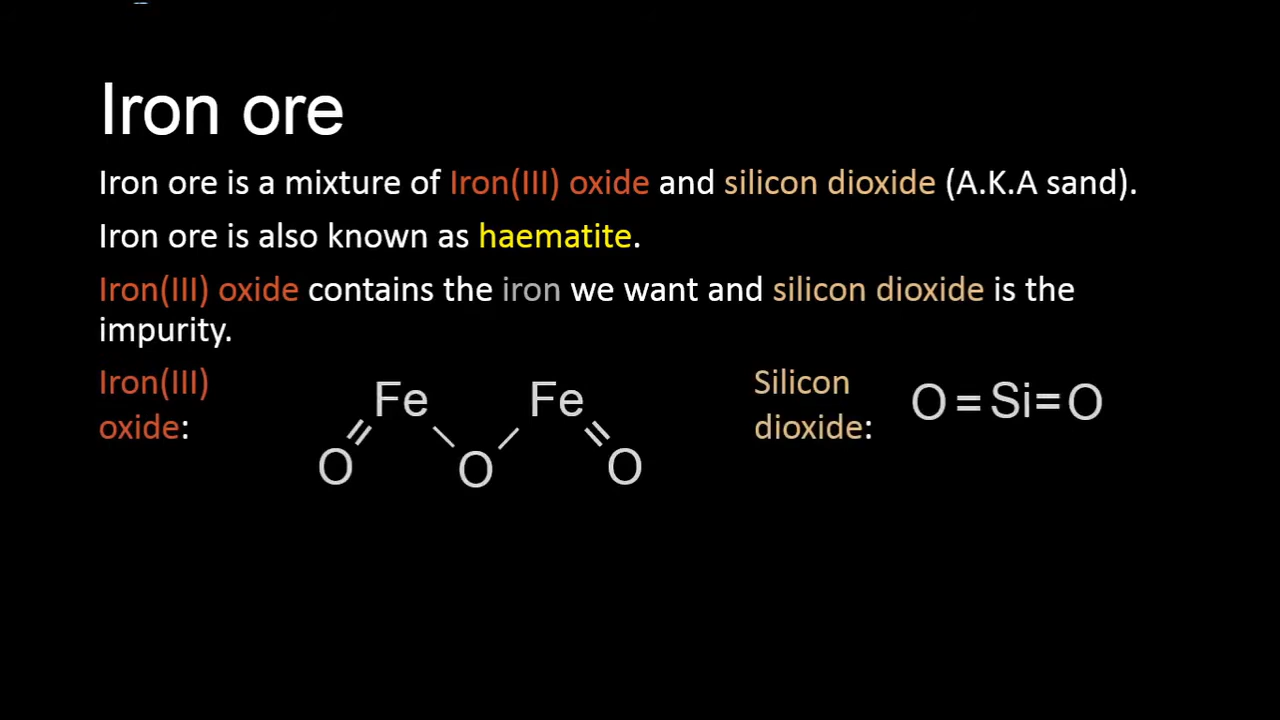 Iron ore
Iron ore is a mixture of Iron(III) oxide and silicon dioxide (A.K.A sand).
Iron ore is also known as haematite.
Iron(III) oxide contains the iron we want and silicon dioxide is the
impurity.
Iron(III)
oxide:
Fe Fe
O O O
Silicon
dioxide:
O=Si=O